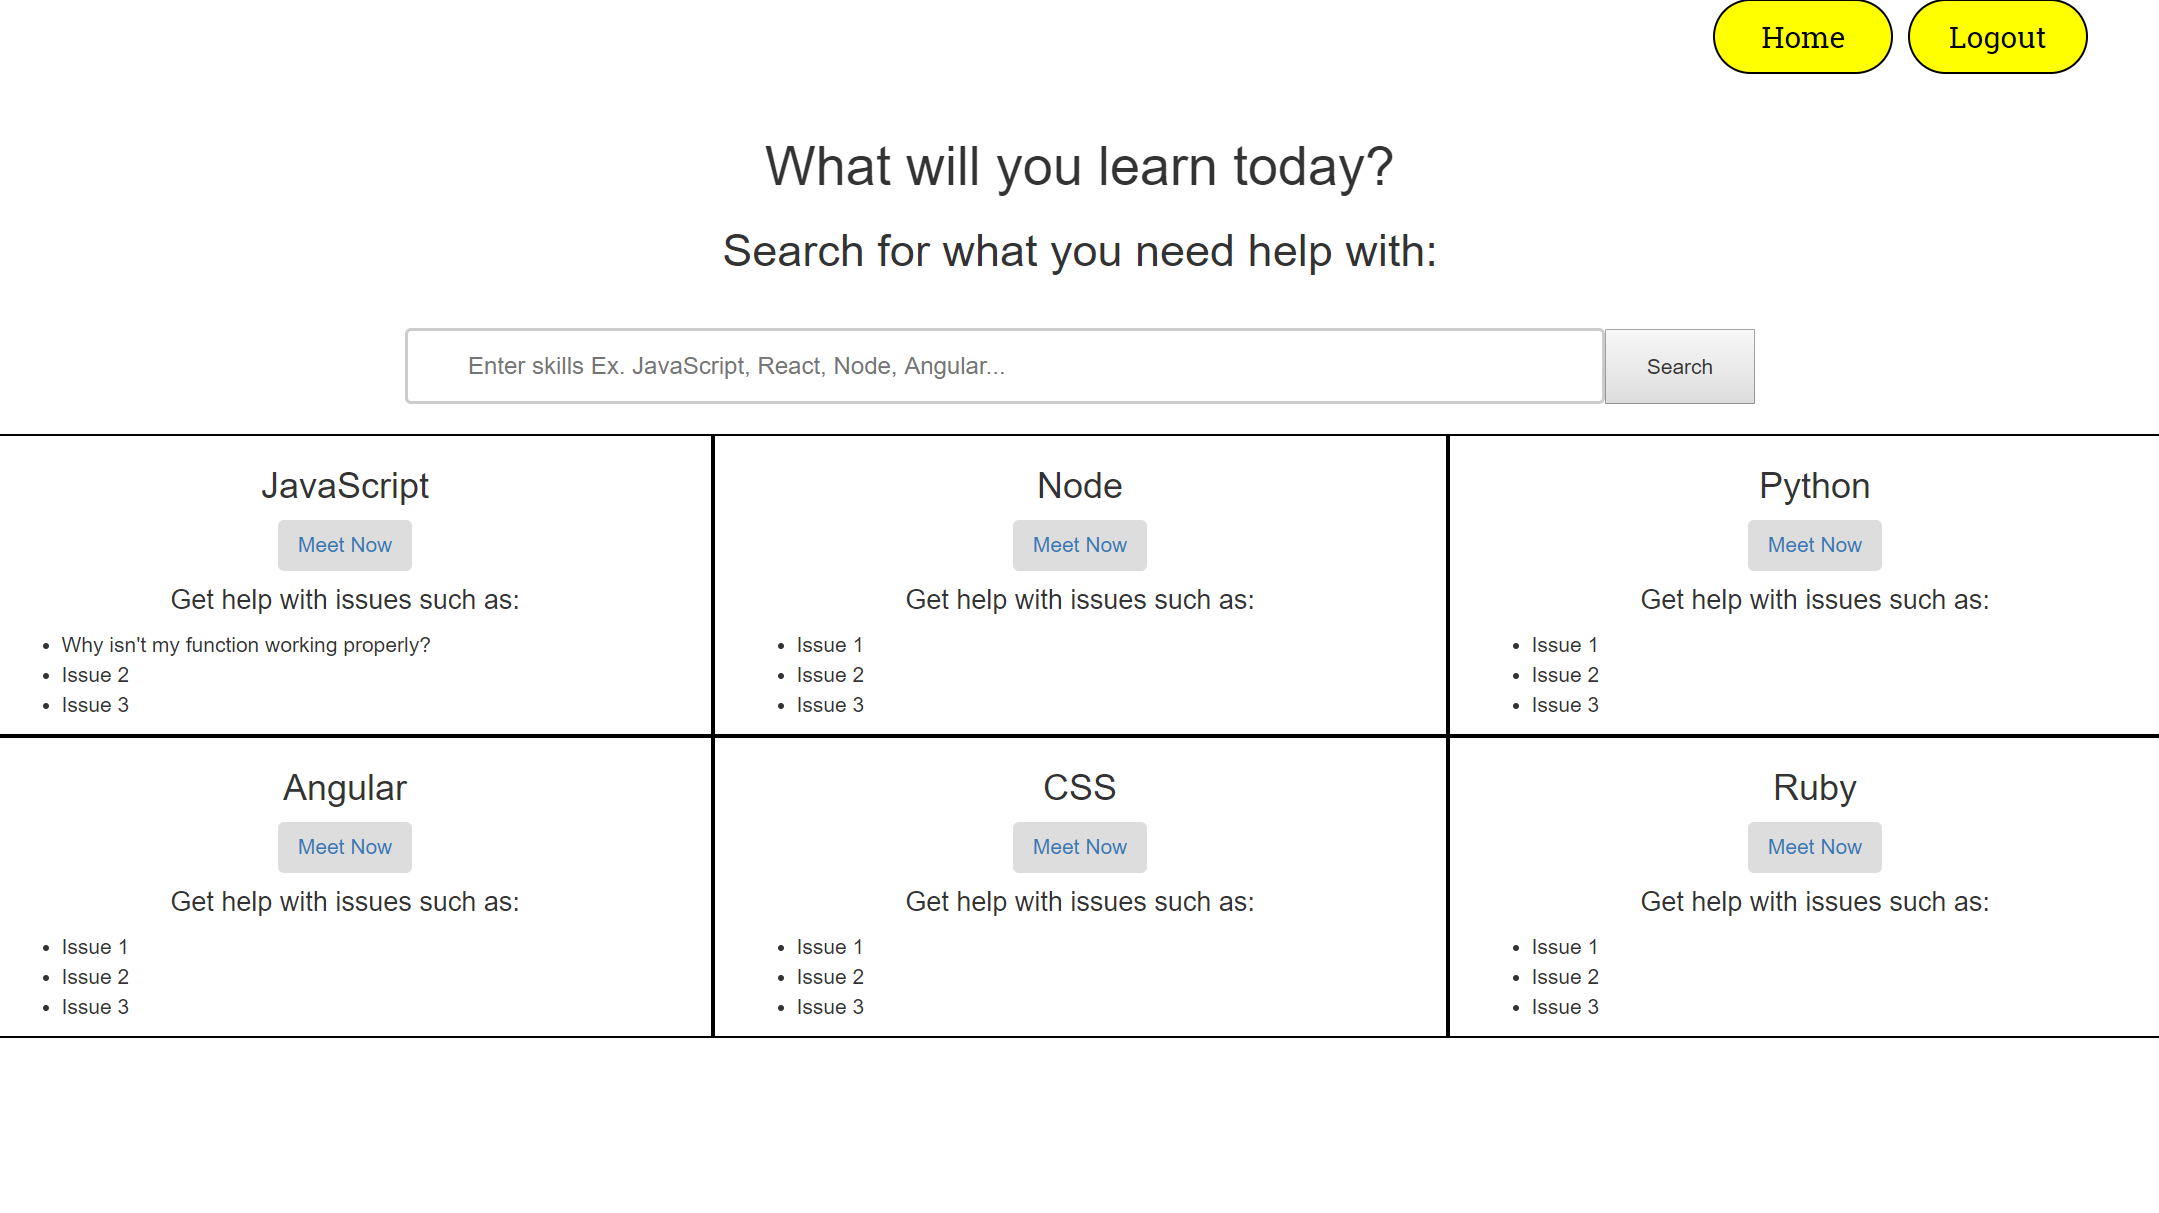 Home Logout
What will you learn today?
Search for what you need help with:
Enter skills Ex. JavaScript, React, Node, Angular...
Search
JavaScript
Meet Now
Get help with issues such as:
Why isn't my function working properly?
Issue 2
Issue 3
Node
Meet Now
Get help with issues such as:
Issue 1
Issue 2
Issue 3
Python
Meet Now
Get help with issues such as:
Issue 1
Issue 2
Issue 3
Angular
Meet Now
Get help with issues such as:
Issue 1
Issue 2
Issue 3
CSS
Meet Now
Get help with issues such as:
Issue 1
Issue 2
Issue 3
Ruby
Meet Now
Get help with issues such as:
Issue 1
Issue 2
Issue 3